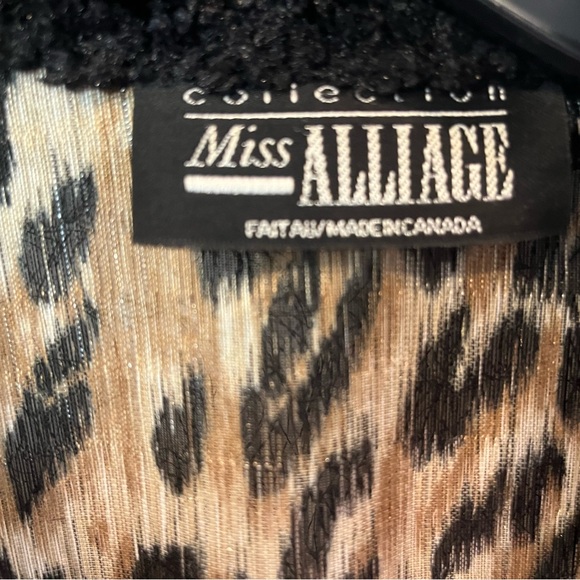 collection
Miss ALLIAGE
FAIT AU/MADE IN CANADA